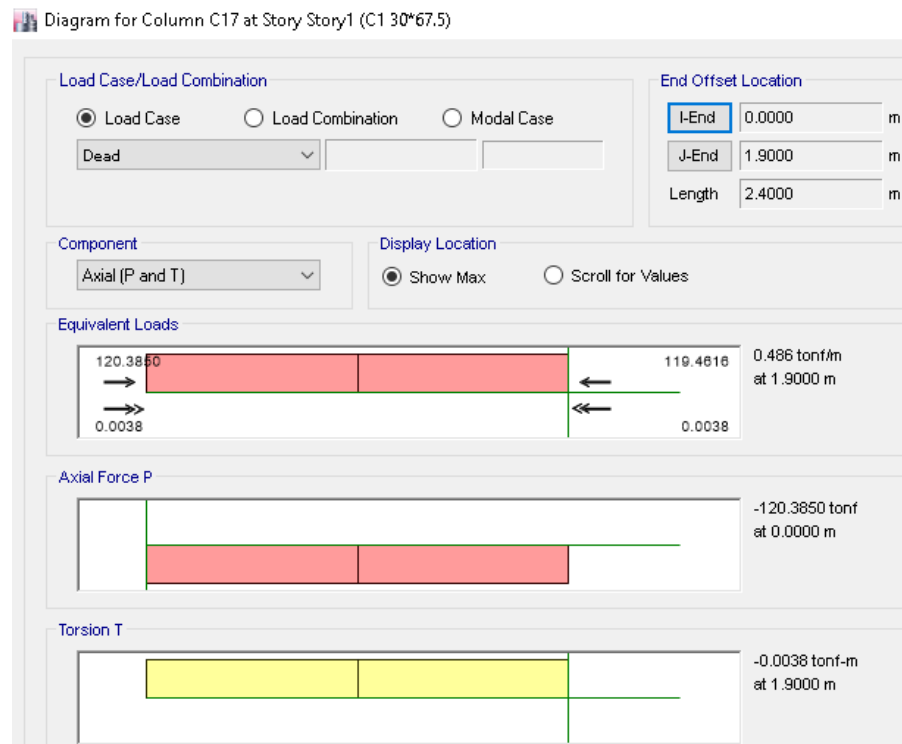 Diagram for Column C17 at Story Story1 (C1 30*67.5)
Load Case/Load Combination
Load Case Load Combination Modal Case
Dead
End Offset Location
I-End 0.0000 m
J-End 1.9000 m
Length 2.4000 m
Component
Axial (P and T)
Display Location
Show Max Scroll for Values
Equivalent Loads
120.3850 119.4616
0.0038 0.0038
0.486 tonf/m
at 1.9000 m
Axial Force P
-120.3850 tonf
at 0.0000 m
Torsion T
-0.0038 tonf-m
at 1.9000 m